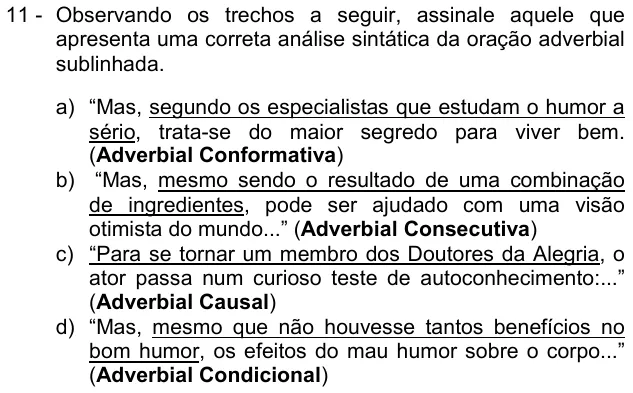 11 - Observando os trechos a seguir, assinale aquele que
apresenta uma correta análise sintática da oração adverbial
sublinhada.
a) “Mas, segundo os especialistas que estudam o humor a
sério, trata-se do maior segredo para viver bem.
(Adverbial Conformativa)
b) “Mas, mesmo sendo o resultado de uma combinação
de ingredientes, pode ser ajudado com uma visão
otimista do mundo...” (Adverbial Consecutiva)
c) “Para se tornar um membro dos Doutores da Alegria, o
ator passa num curioso teste de autoconhecimento:...”
(Adverbial Causal)
d) “Mas, mesmo que não houvesse tantos benefícios no
bom humor, os efeitos do mau humor sobre o corpo...”
(Adverbial Condicional)